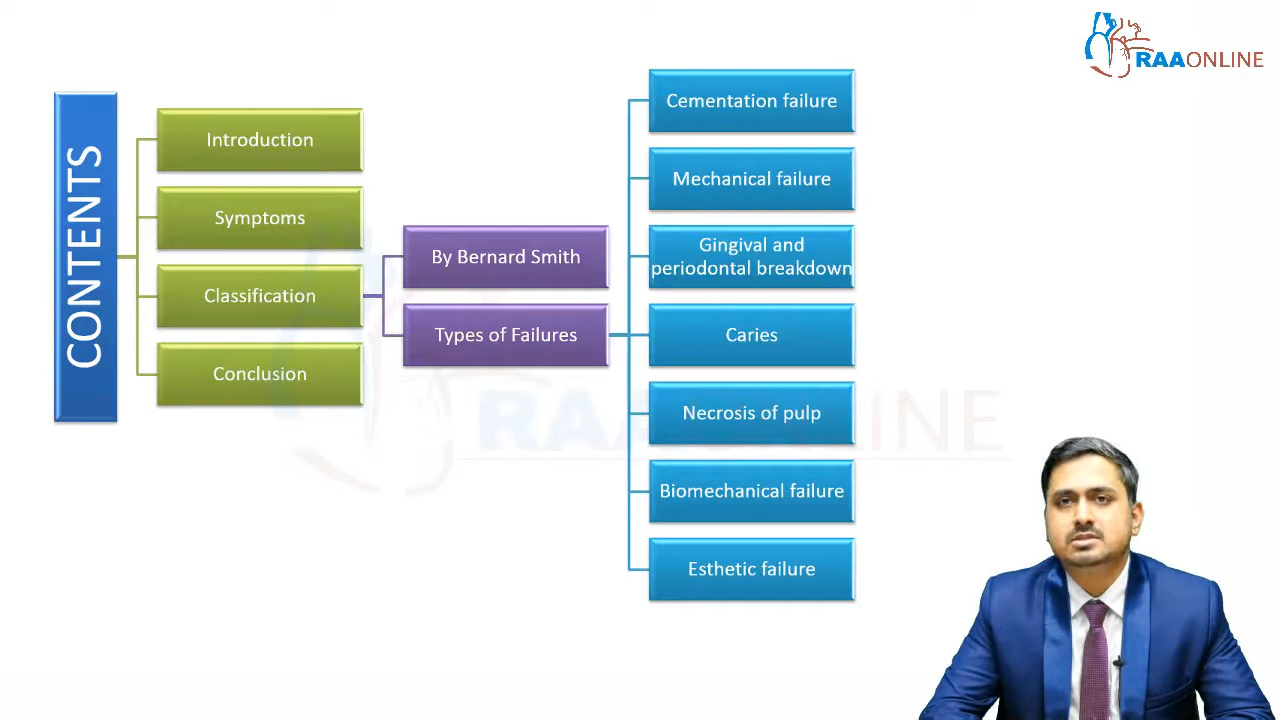 RAAONLINE
CONTENTS
Introduction
Symptoms
Classification
Conclusion
By Bernard Smith
Types of Failures
Cementation failure
Mechanical failure
Gingival and
periodontal breakdown
Caries
Necrosis of pulp
Biomechanical failure
Esthetic failure
RAAONLINE